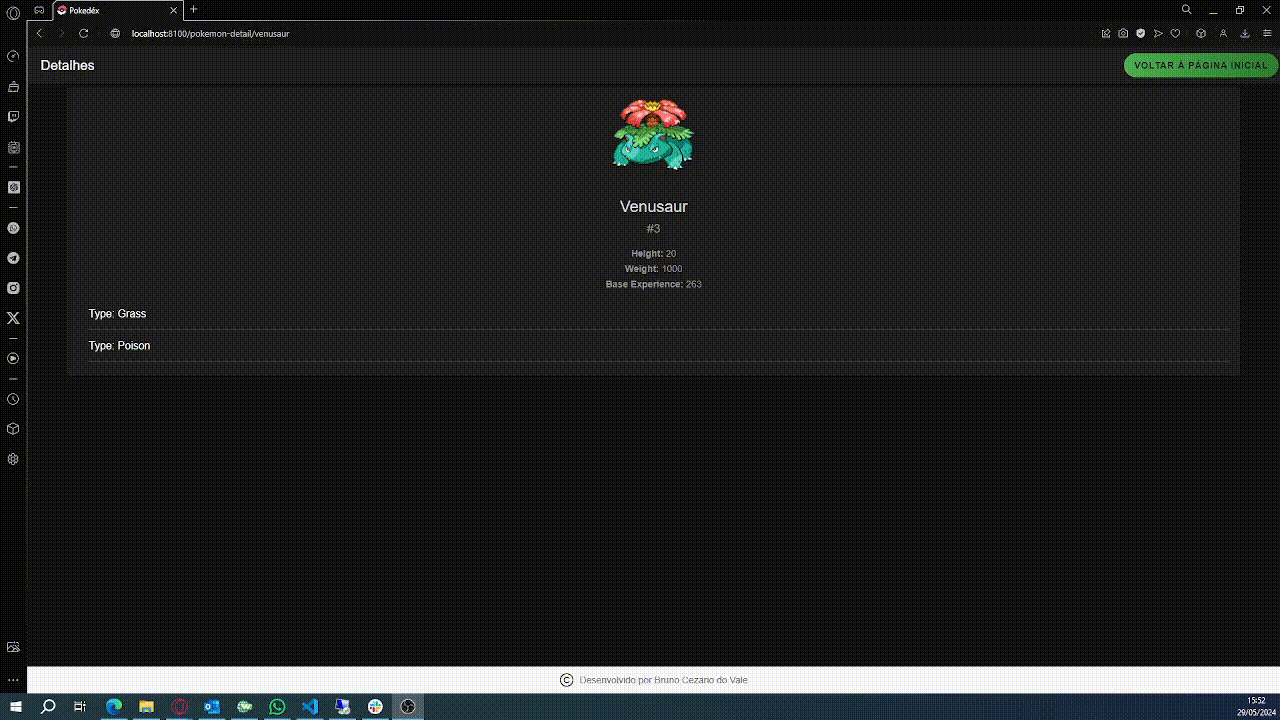 Pokedéx
localhost:8100/pokemon-detail/venusaur
Detalhes
VOLTAR À PÁGINA INICIAL
Venusaur
#3
Height: 20
Weight: 1000
Base Experience: 263
Type: Grass
Type: Poison
Desenvolvido por Bruno Cezario do Vale
15:52
29/05/2024